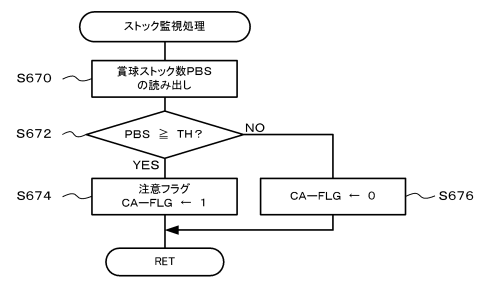 ストック監視処理
S670
賞球ストック数PBS
の読み出し
S672
PBS ≧ TH?
NO
YES
S674
注意フラグ
CA－FLG ← 1
CA－FLG ← 0
S676
RET